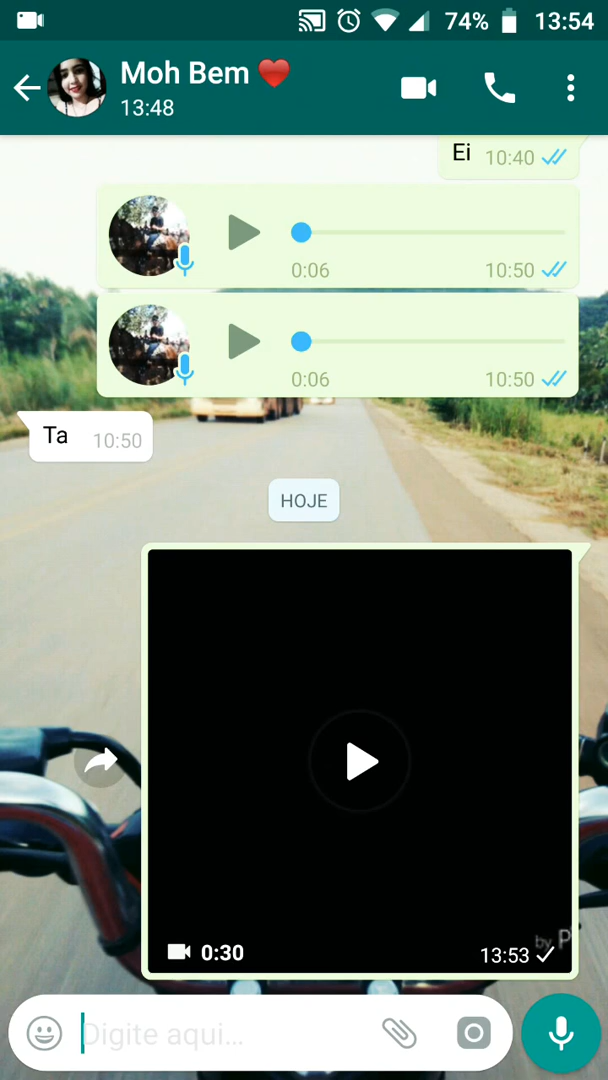 74% 13:54
Moh Bem ❤️
13:48
Ei 10:40
0:06 10:50
0:06 10:50
Ta 10:50
HOJE
by P
0:30 13:53
Digite aqui...